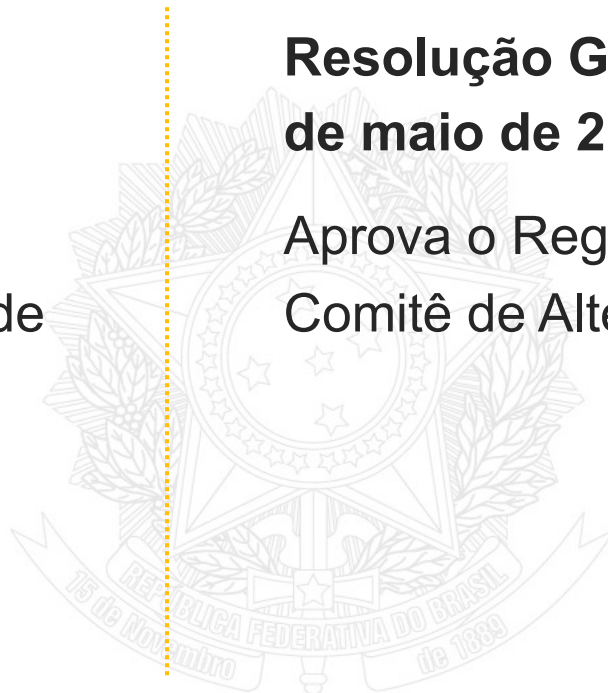 Resolução G
de maio de 2
Aprova o Reg
de
Comitê de Alte
REPÚBLICA FEDERATIVA DO BRASIL
15 de Novembro
de 1889